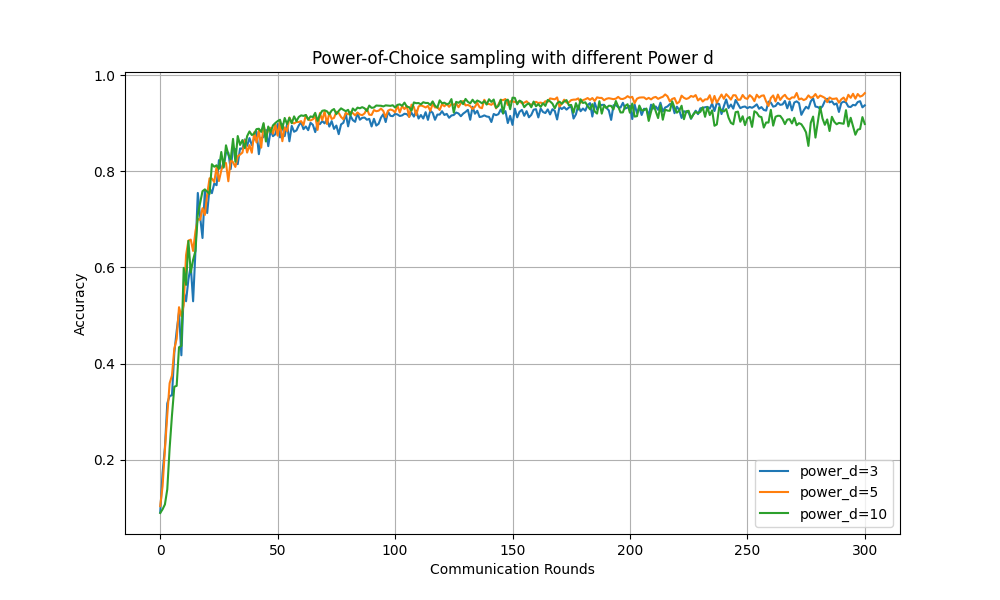 Power-of-Choice sampling with different Power d
1.0
0.8
0.6
0.4
0.2
Accuracy
0 50 100 150 200 250 300
Communication Rounds
power_d=3
power_d=5
power_d=10